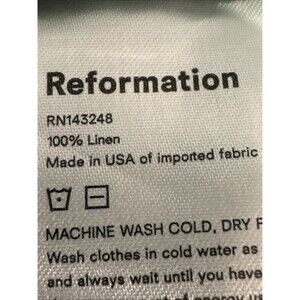 Reformation
RN143248
100% Linen
Made in USA of imported fabric
MACHINE WASH COLD, DRY F
Wash clothes in cold water as
and always wait until you have